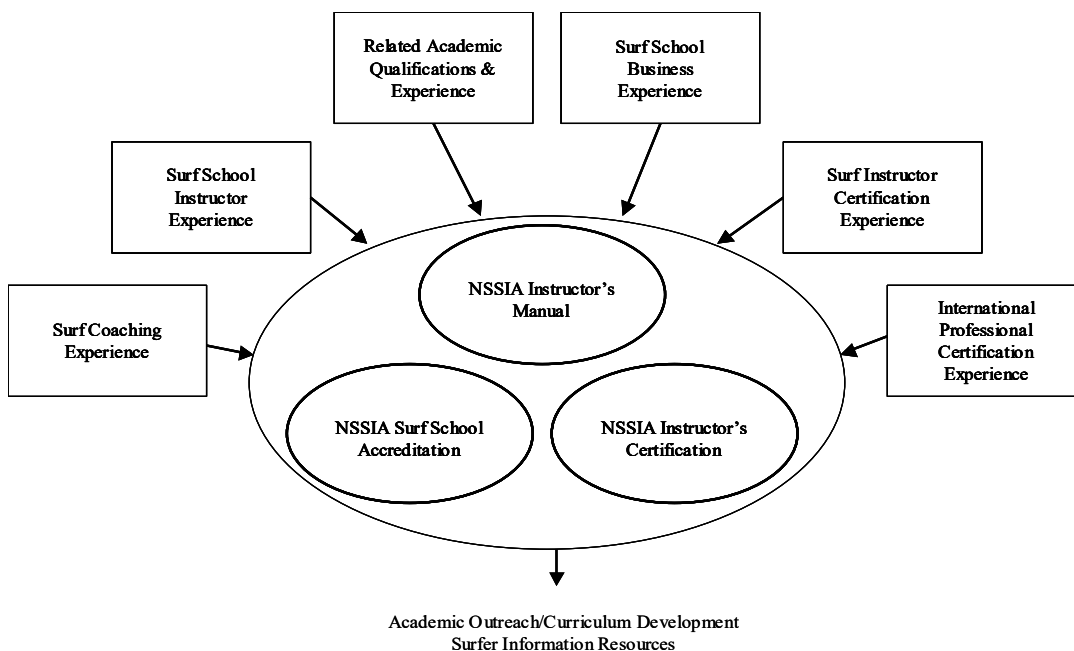 Related Academic
Qualifications &
Experience
Surf School
Business
Experience
Surf School
Instructor
Experience
Surf Instructor
Certification
Experience
Surf Coaching
Experience
International
Professional
Certification
Experience
NSSIA Instructor’s
Manual
NSSIA Surf School
Accreditation
NSSIA Instructor’s
Certification
Academic Outreach/Curriculum Development
Surfer Information Resources